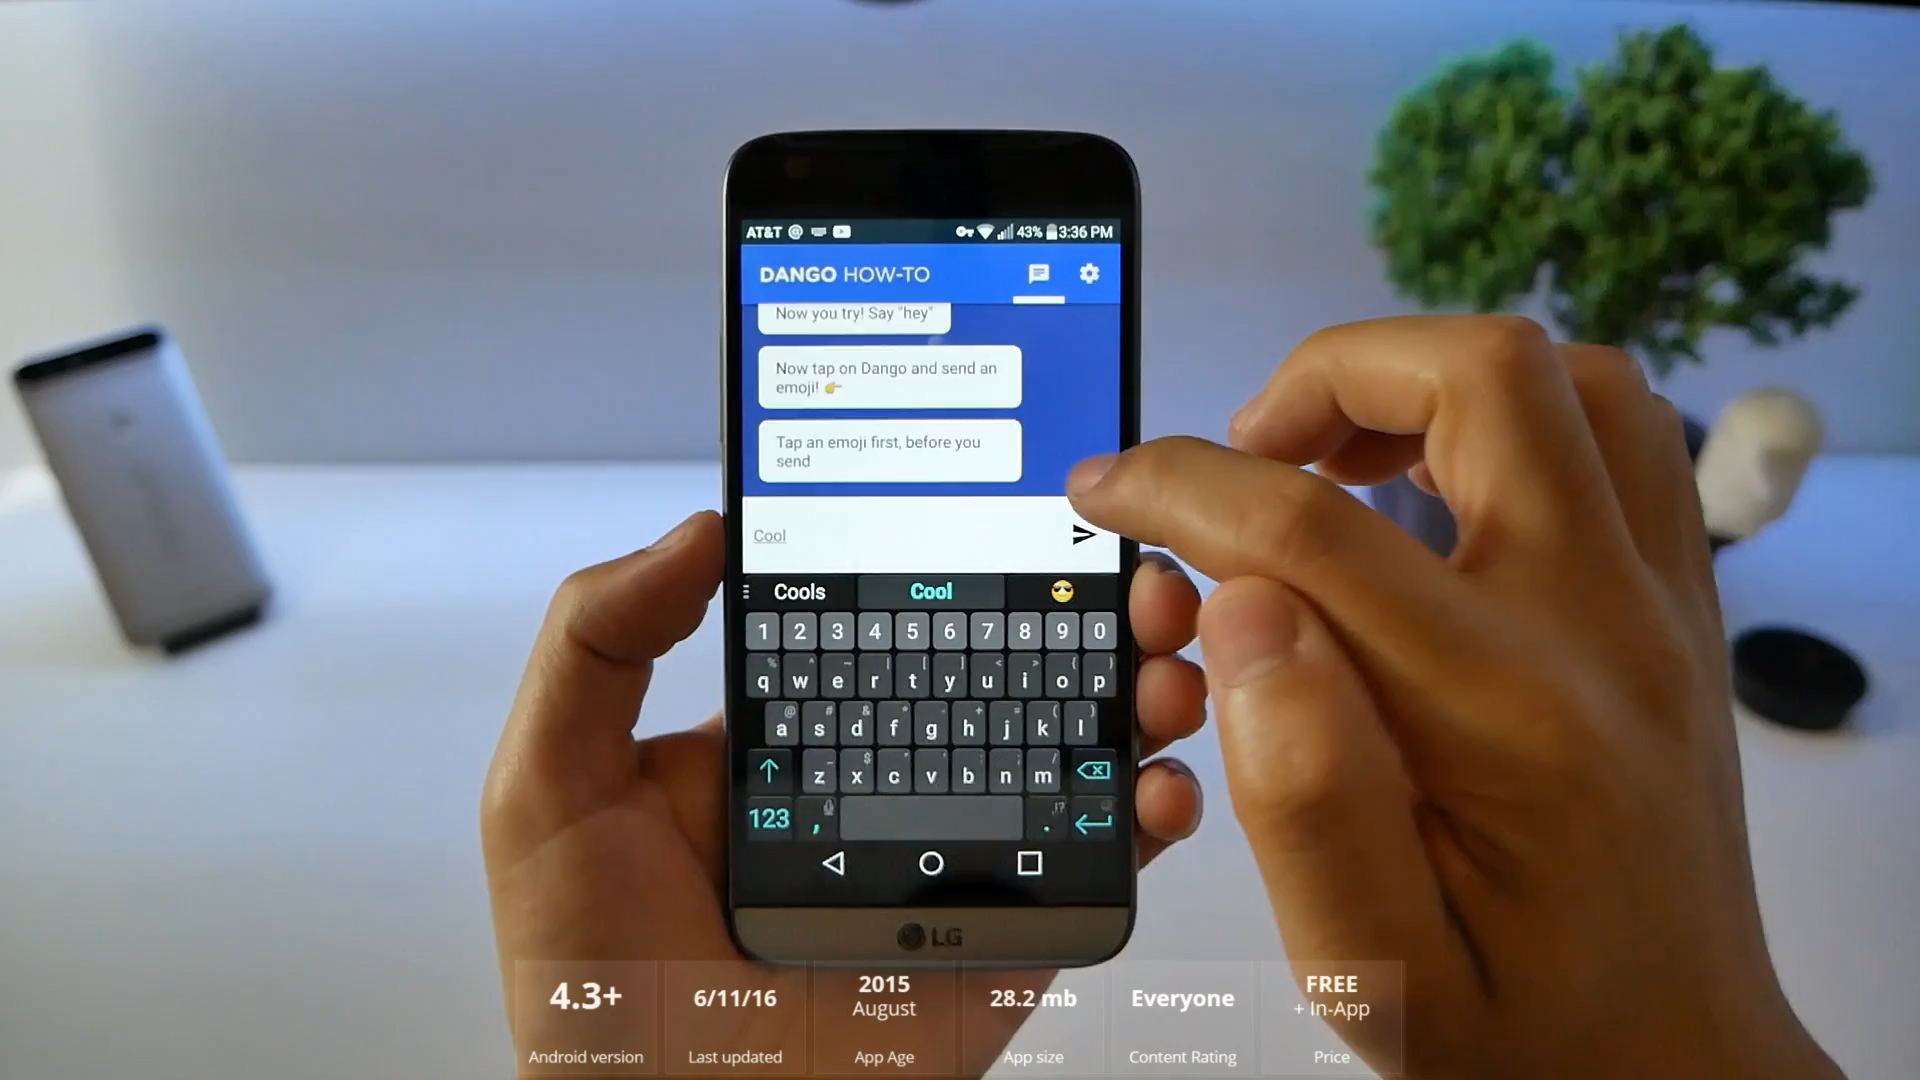 AT&T @ 43% 3:36 PM
DANGO HOW-TO
Now you try! Say "hey"
Now tap on Dango and send an
emoji! 👉
Tap an emoji first, before you
send
Cool
Cools Cool 😎
1 2 3 4 5 6 7 8 9 0
q w e r t y u i o p
a s d f g h j k l
z x c v b n m
123 , .
LG
4.3+ 6/11/16 2015 28.2 mb Everyone FREE
August + In-App
Android version Last updated App Age App size Content Rating Price